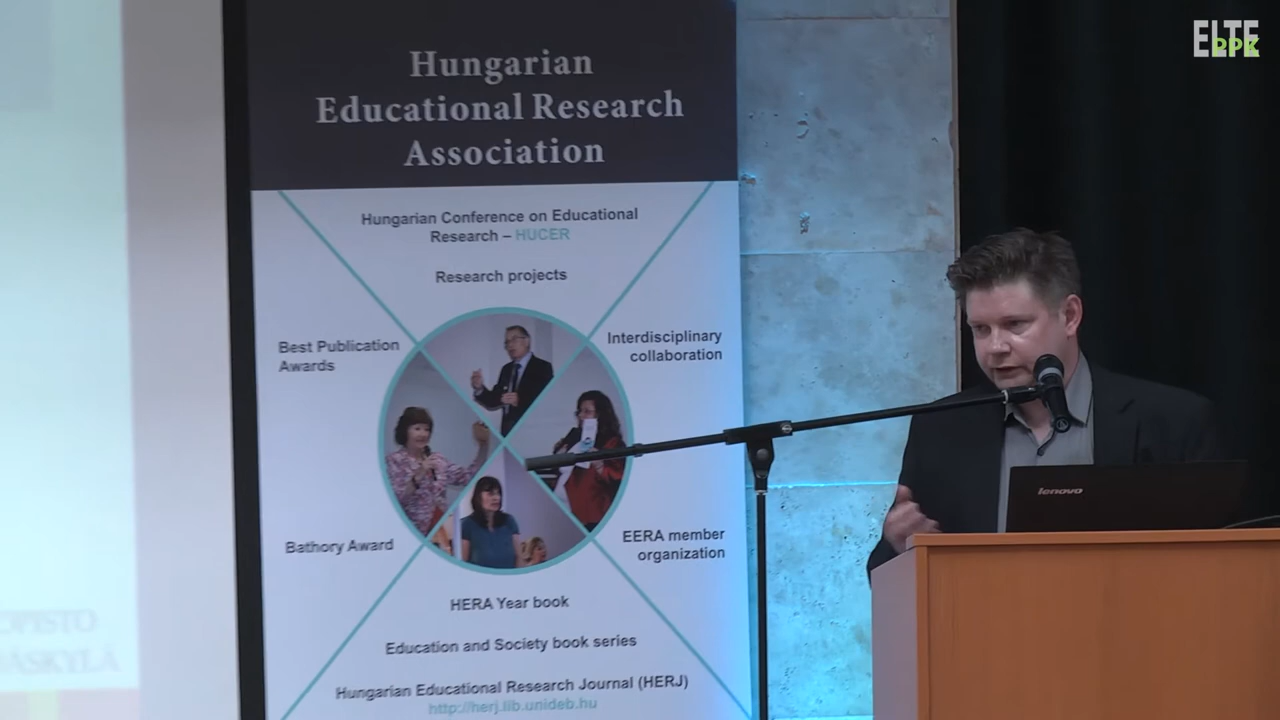 ELTE
PPK
Hungarian
Educational Research
Association
Hungarian Conference on Educational
Research – HUCER
Research projects
Best Publication
Awards
Interdisciplinary
collaboration
Bathory Award
EERA member
organization
HERA Year book
Education and Society book series
Hungarian Educational Research Journal (HERJ)
http://herj.lib.unideb.hu
lenovo
OPISTO
ÄSKYLÄ